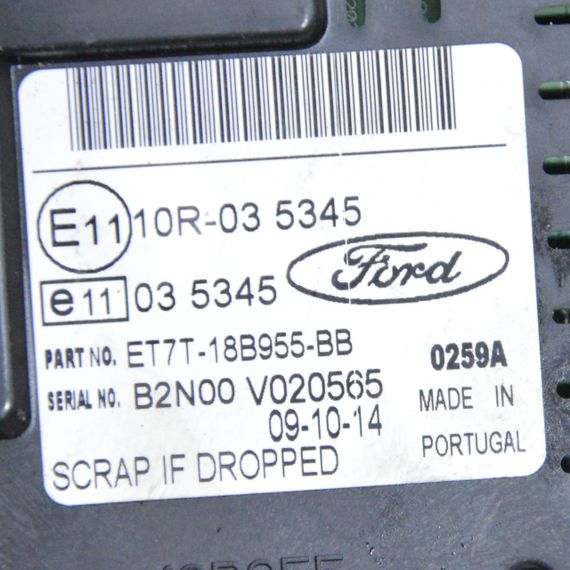 E11 10R-03 5345
e11 03 5345
Ford
PART NO. ET7T-18B955-BB 0259A
SERIAL NO. B2N00 V020565
09-10-14
MADE IN
PORTUGAL
SCRAP IF DROPPED